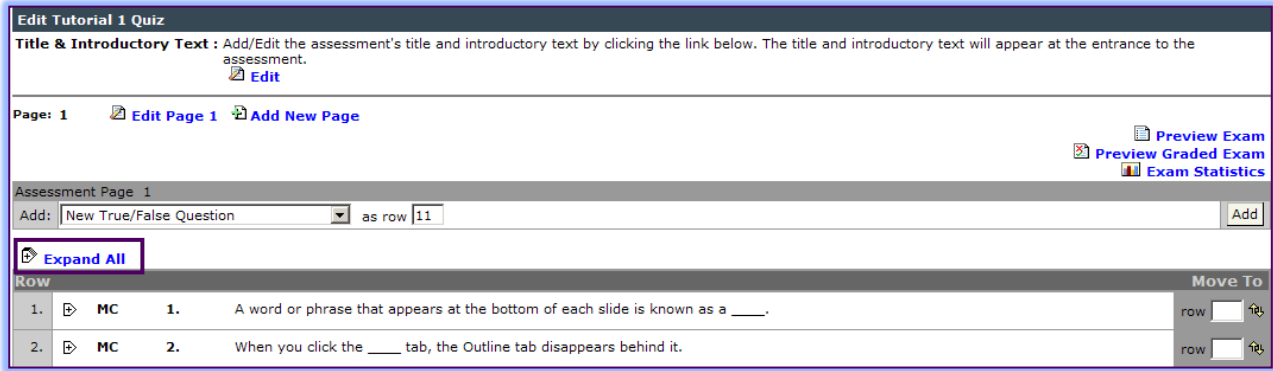 Edit Tutorial 1 Quiz
Title & Introductory Text : Add/Edit the assessment's title and introductory text by clicking the link below. The title and introductory text will appear at the entrance to the
assessment.
Edit
Page: 1 Edit Page 1 Add New Page
Preview Exam
Preview Graded Exam
Exam Statistics
Assessment Page 1
Add: New True/False Question as row 11 Add
Expand All
Row Move To
1. MC 1. A word or phrase that appears at the bottom of each slide is known as a ____. row
2. MC 2. When you click the ____ tab, the Outline tab disappears behind it. row